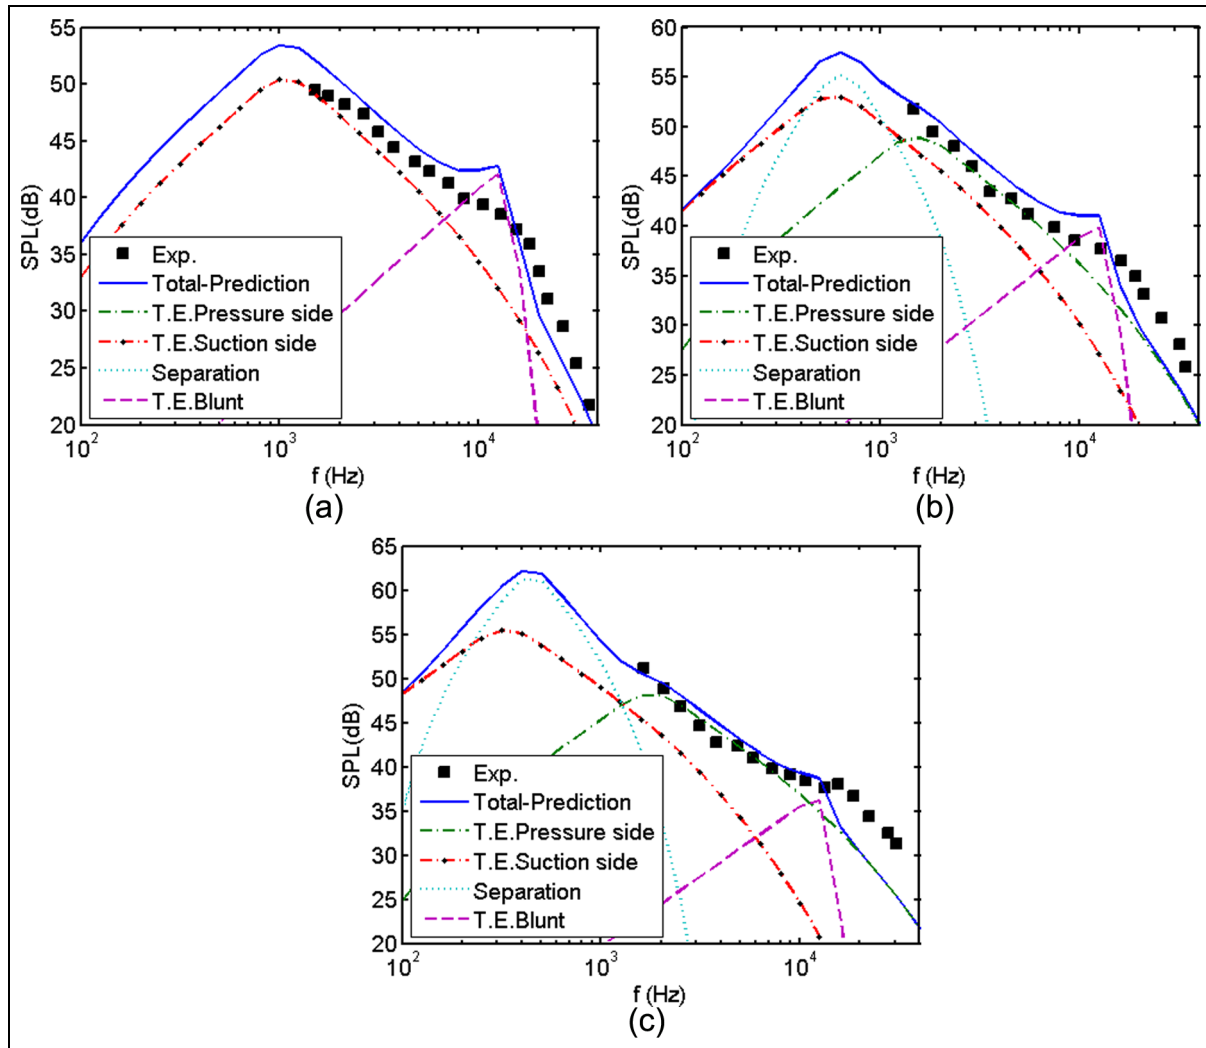 (a)
SPL(dB)
55
50
45
40
35
30
25
20
Exp.
Total-Prediction
T.E.Pressure side
T.E.Suction side
Separation
T.E.Blunt
10^2
10^3
10^4
f (Hz)
(a)
(b)
SPL(dB)
60
55
50
45
40
35
30
25
20
Exp.
Total-Prediction
T.E.Pressure side
T.E.Suction side
Separation
T.E.Blunt
10^2
10^3
10^4
f (Hz)
(b)
SPL(dB)
65
60
55
50
45
40
35
30
25
20
Exp.
Total-Prediction
T.E.Pressure side
T.E.Suction side
Separation
T.E.Blunt
10^2
10^3
10^4
f (Hz)
(c)